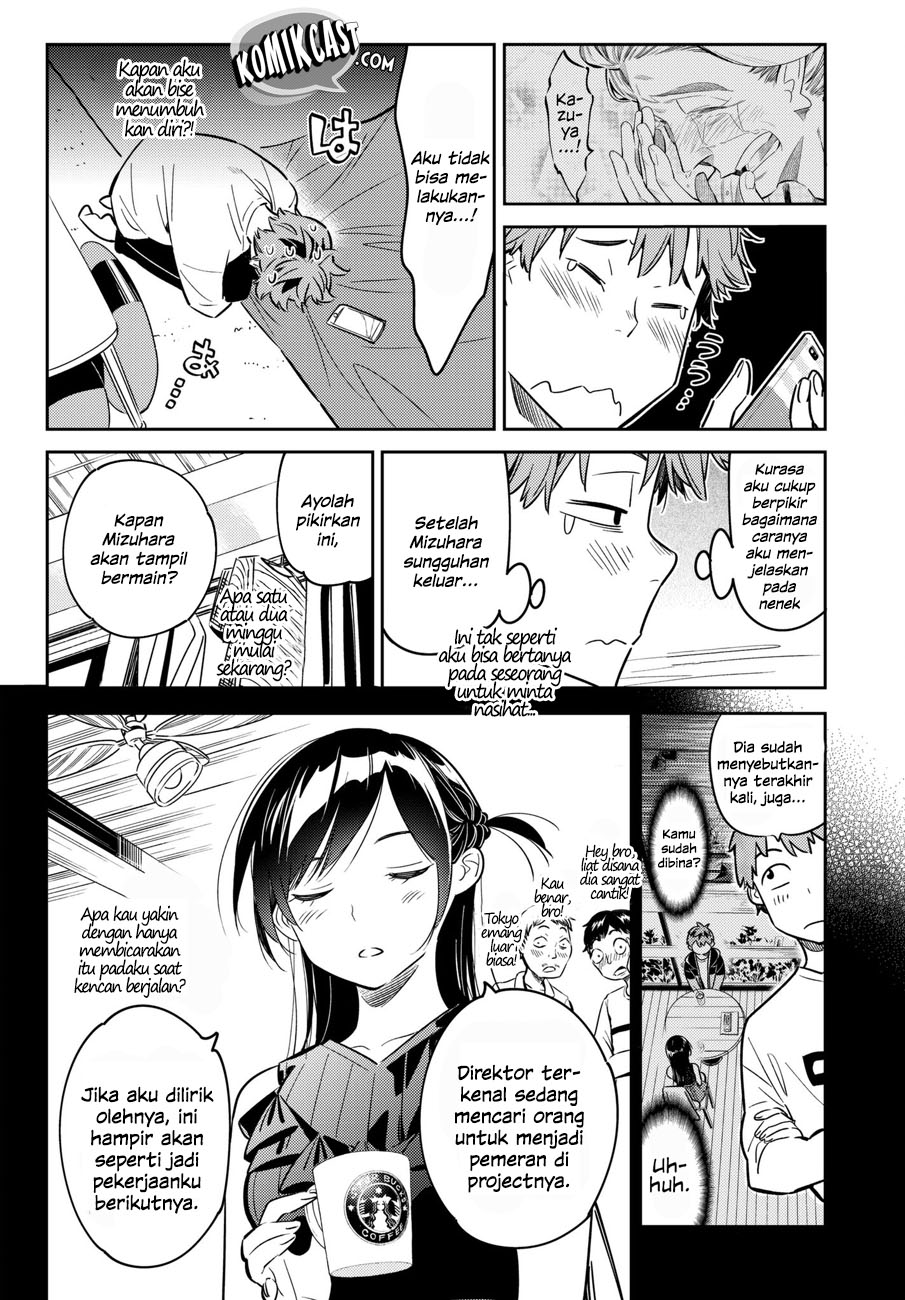 KOMIKCAST
.COM
Ka-
zu-
ya
...!
ううう...
Aku tidak
bisa me-
lakukan-
nya...!
Kapan aku
akan bise
menumbuh
kan diri?!
は
あ...
Kurasa
aku cukup
berpikir
bagaimana
caranya
aku men-
jelaskan
pada
nenek
Setelah
Mizuhara
sungguhan
keluar...
Ini tak seperti
aku bisa bertanya
pada seseorang
untuk minta
nasihat...
Ayolah
pikirkan
ini,
Kapan
Mizuhara
akan tampil
bermain?
Apa satu
atau dua
minggu
mulai
sekarang?
Dia sudah
menyebutkan-
nya terakhir
kali, juga...
Kamu
sudah
dibina?
Uh-
huh.
Hey bro,
liat disana
dia sangat
cantik!
Kau
benar,
bro!
Tokyo
emang
luar
biasa!
Direktor ter-
kenal sedang
mencari orang
untuk menjadi
pemeran di
projectnya.
Apa kau yakin
dengan hanya
membicarakan
itu padaku saat
kencan berjalan?
Jika aku dilirik
olehnya, ini
hampir akan
seperti jadi
pekerjaanku
berikutnya.
COFFEE